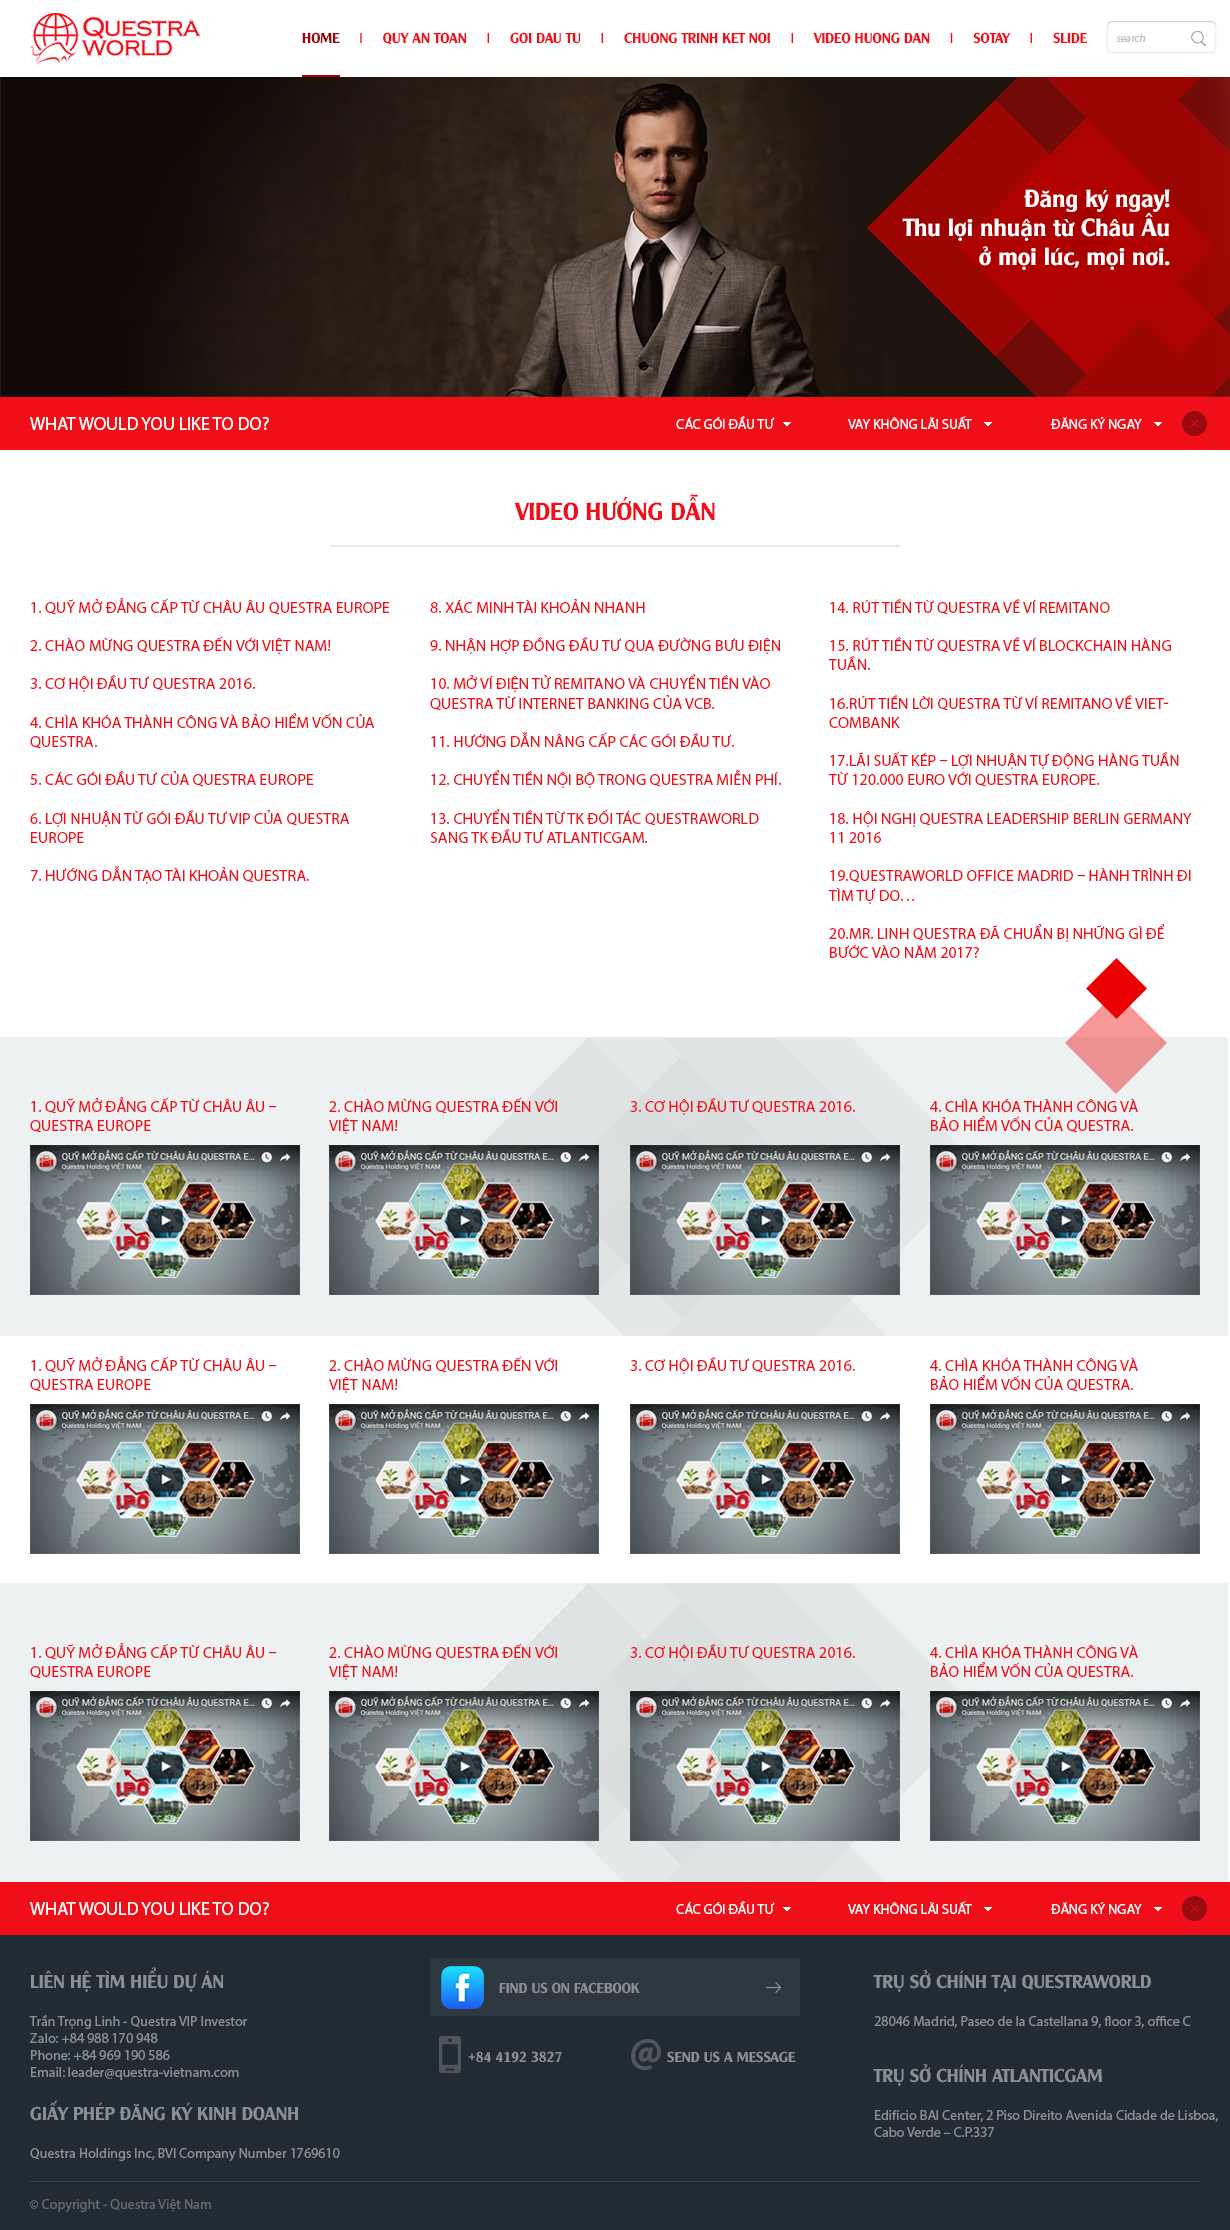 QUESTRA
WORLD
HOME
QUY AN TOAN
GOI DAU TU
CHUONG TRINH KET NOI
VIDEO HUONG DAN
SOTAY
SLIDE
search
Đăng ký ngay!
Thu lợi nhuận từ Châu Âu
ở mọi lúc, mọi nơi.
WHAT WOULD YOU LIKE TO DO?
CÁC GÓI ĐẦU TƯ
VAY KHÔNG LÃI SUẤT
ĐĂNG KÝ NGAY
VIDEO HƯỚNG DẪN
1. QUỸ MỞ ĐẲNG CẤP TỪ CHÂU ÂU QUESTRA EUROPE
2. CHÀO MỪNG QUESTRA ĐẾN VỚI VIỆT NAM!
3. CƠ HỘI ĐẦU TƯ QUESTRA 2016.
4. CHÌA KHÓA THÀNH CÔNG VÀ BẢO HIỂM VỐN CỦA
QUESTRA.
5. CÁC GÓI ĐẦU TƯ CỦA QUESTRA EUROPE
6. LỢI NHUẬN TỪ GÓI ĐẦU TƯ VIP CỦA QUESTRA
EUROPE
7. HƯỚNG DẪN TẠO TÀI KHOẢN QUESTRA.
8. XÁC MINH TÀI KHOẢN NHANH
9. NHẬN HỢP ĐỒNG ĐẦU TƯ QUA ĐƯỜNG BƯU ĐIỆN
10. MỞ VÍ ĐIỆN TỬ REMITANO VÀ CHUYỂN TIỀN VÀO
QUESTRA TỪ INTERNET BANKING CỦA VCB.
11. HƯỚNG DẪN NÂNG CẤP CÁC GÓI ĐẦU TƯ.
12. CHUYỂN TIỀN NỘI BỘ TRONG QUESTRA MIỄN PHÍ.
13. CHUYỂN TIỀN TỪ TK ĐỐI TÁC QUESTRAWORLD
SANG TK ĐẦU TƯ ATLANTICGAM.
14. RÚT TIỀN TỪ QUESTRA VỀ VÍ REMITANO
15. RÚT TIỀN TỪ QUESTRA VỀ VÍ BLOCKCHAIN HÀNG
TUẦN.
16.RÚT TIỀN LỜI QUESTRA TỪ VÍ REMITANO VỀ VIET-
COMBANK
17.LÃI SUẤT KÉP – LỢI NHUẬN TỰ ĐỘNG HÀNG TUẦN
TỪ 120.000 EURO VỚI QUESTRA EUROPE.
18. HỘI NGHỊ QUESTRA LEADERSHIP BERLIN GERMANY
11 2016
19.QUESTRAWORLD OFFICE MADRID – HÀNH TRÌNH ĐI
TÌM TỰ DO…
20.MR. LINH QUESTRA ĐÃ CHUẨN BỊ NHỮNG GÌ ĐỂ
BƯỚC VÀO NĂM 2017?
1. QUỸ MỞ ĐẲNG CẤP TỪ CHÂU ÂU –
QUESTRA EUROPE
2. CHÀO MỪNG QUESTRA ĐẾN VỚI
VIỆT NAM!
3. CƠ HỘI ĐẦU TƯ QUESTRA 2016.
4. CHÌA KHÓA THÀNH CÔNG VÀ
BẢO HIỂM VỐN CỦA QUESTRA.
QUỸ MỞ ĐẲNG CẤP TỪ CHÂU ÂU QUESTRA E...
Questra Holding VIỆT NAM
LPO
QUỸ MỞ ĐẲNG CẤP TỪ CHÂU ÂU QUESTRA E...
Questra Holding VIỆT NAM
LPO
QUỸ MỞ ĐẲNG CẤP TỪ CHÂU ÂU QUESTRA E...
Questra Holding VIỆT NAM
LPO
QUỸ MỞ ĐẲNG CẤP TỪ CHÂU ÂU QUESTRA E...
Questra Holding VIỆT NAM
LPO
1. QUỸ MỞ ĐẲNG CẤP TỪ CHÂU ÂU –
QUESTRA EUROPE
2. CHÀO MỪNG QUESTRA ĐẾN VỚI
VIỆT NAM!
3. CƠ HỘI ĐẦU TƯ QUESTRA 2016.
4. CHÌA KHÓA THÀNH CÔNG VÀ
BẢO HIỂM VỐN CỦA QUESTRA.
QUỸ MỞ ĐẲNG CẤP TỪ CHÂU ÂU QUESTRA E...
Questra Holding VIỆT NAM
LPO
QUỸ MỞ ĐẲNG CẤP TỪ CHÂU ÂU QUESTRA E...
Questra Holding VIỆT NAM
LPO
QUỸ MỞ ĐẲNG CẤP TỪ CHÂU ÂU QUESTRA E...
Questra Holding VIỆT NAM
LPO
QUỸ MỞ ĐẲNG CẤP TỪ CHÂU ÂU QUESTRA E...
Questra Holding VIỆT NAM
LPO
1. QUỸ MỞ ĐẲNG CẤP TỪ CHÂU ÂU –
QUESTRA EUROPE
2. CHÀO MỪNG QUESTRA ĐẾN VỚI
VIỆT NAM!
3. CƠ HỘI ĐẦU TƯ QUESTRA 2016.
4. CHÌA KHÓA THÀNH CÔNG VÀ
BẢO HIỂM VỐN CỦA QUESTRA.
QUỸ MỞ ĐẲNG CẤP TỪ CHÂU ÂU QUESTRA E...
Questra Holding VIỆT NAM
LPO
QUỸ MỞ ĐẲNG CẤP TỪ CHÂU ÂU QUESTRA E...
Questra Holding VIỆT NAM
LPO
QUỸ MỞ ĐẲNG CẤP TỪ CHÂU ÂU QUESTRA E...
Questra Holding VIỆT NAM
LPO
QUỸ MỞ ĐẲNG CẤP TỪ CHÂU ÂU QUESTRA E...
Questra Holding VIỆT NAM
LPO
WHAT WOULD YOU LIKE TO DO?
CÁC GÓI ĐẦU TƯ
VAY KHÔNG LÃI SUẤT
ĐĂNG KÝ NGAY
LIÊN HỆ TÌM HIỂU DỰ ÁN
Trần Trọng Linh - Questra VIP Investor
Zalo: +84 988 170 948
Phone: +84 969 190 586
Email: leader@questra-vietnam.com
GIẤY PHÉP ĐĂNG KÝ KINH DOANH
Questra Holdings Inc, BVI Company Number 1769610
f FIND US ON FACEBOOK
+84 4192 3827
@ SEND US A MESSAGE
TRỤ SỞ CHÍNH TẠI QUESTRAWORLD
28046 Madrid, Paseo de la Castellana 9, floor 3, office C
TRỤ SỞ CHÍNH ATLANTICGAM
Edifício BAI Center, 2 Piso Direito Avenida Cidade de Lisboa,
Cabo Verde – C.P.337
© Copyright - Questra Việt Nam